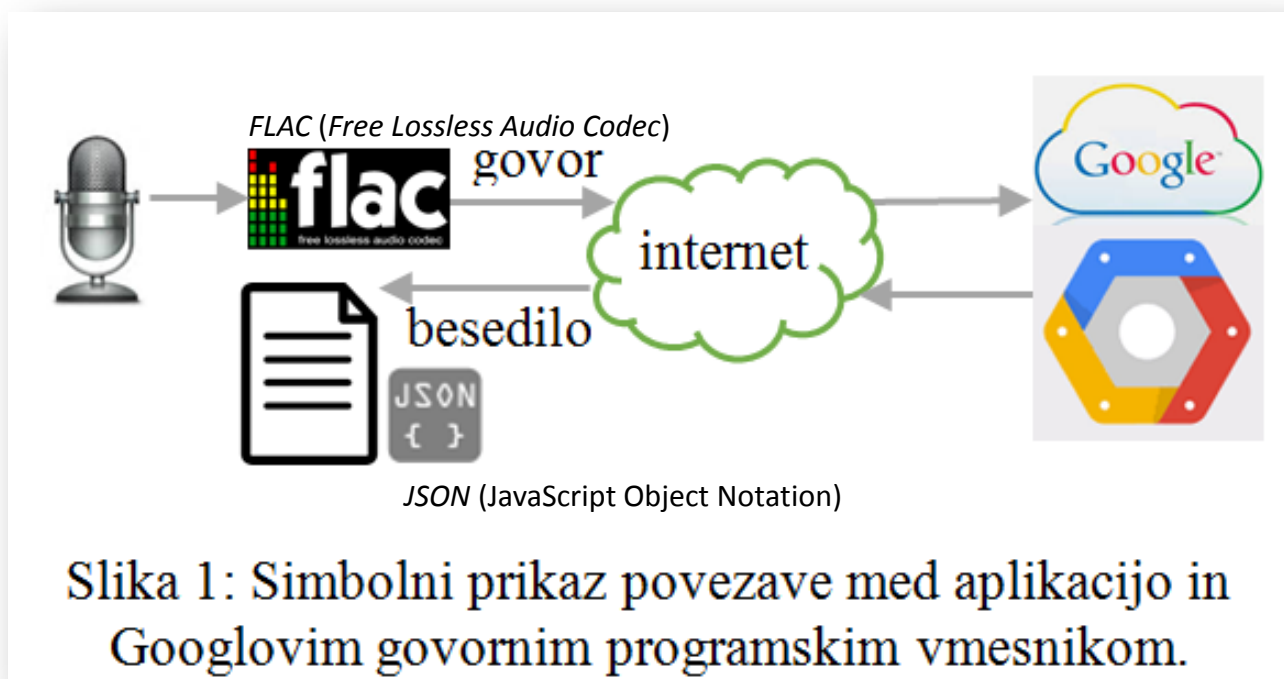 FLAC (Free Lossless Audio Codec)
flac
free lossless audio codec
govor
internet
Google
besedilo
JSON
{ }
JSON (JavaScript Object Notation)
Slika 1: Simbolni prikaz povezave med aplikacijo in
Googlovim govornim programskim vmesnikom.